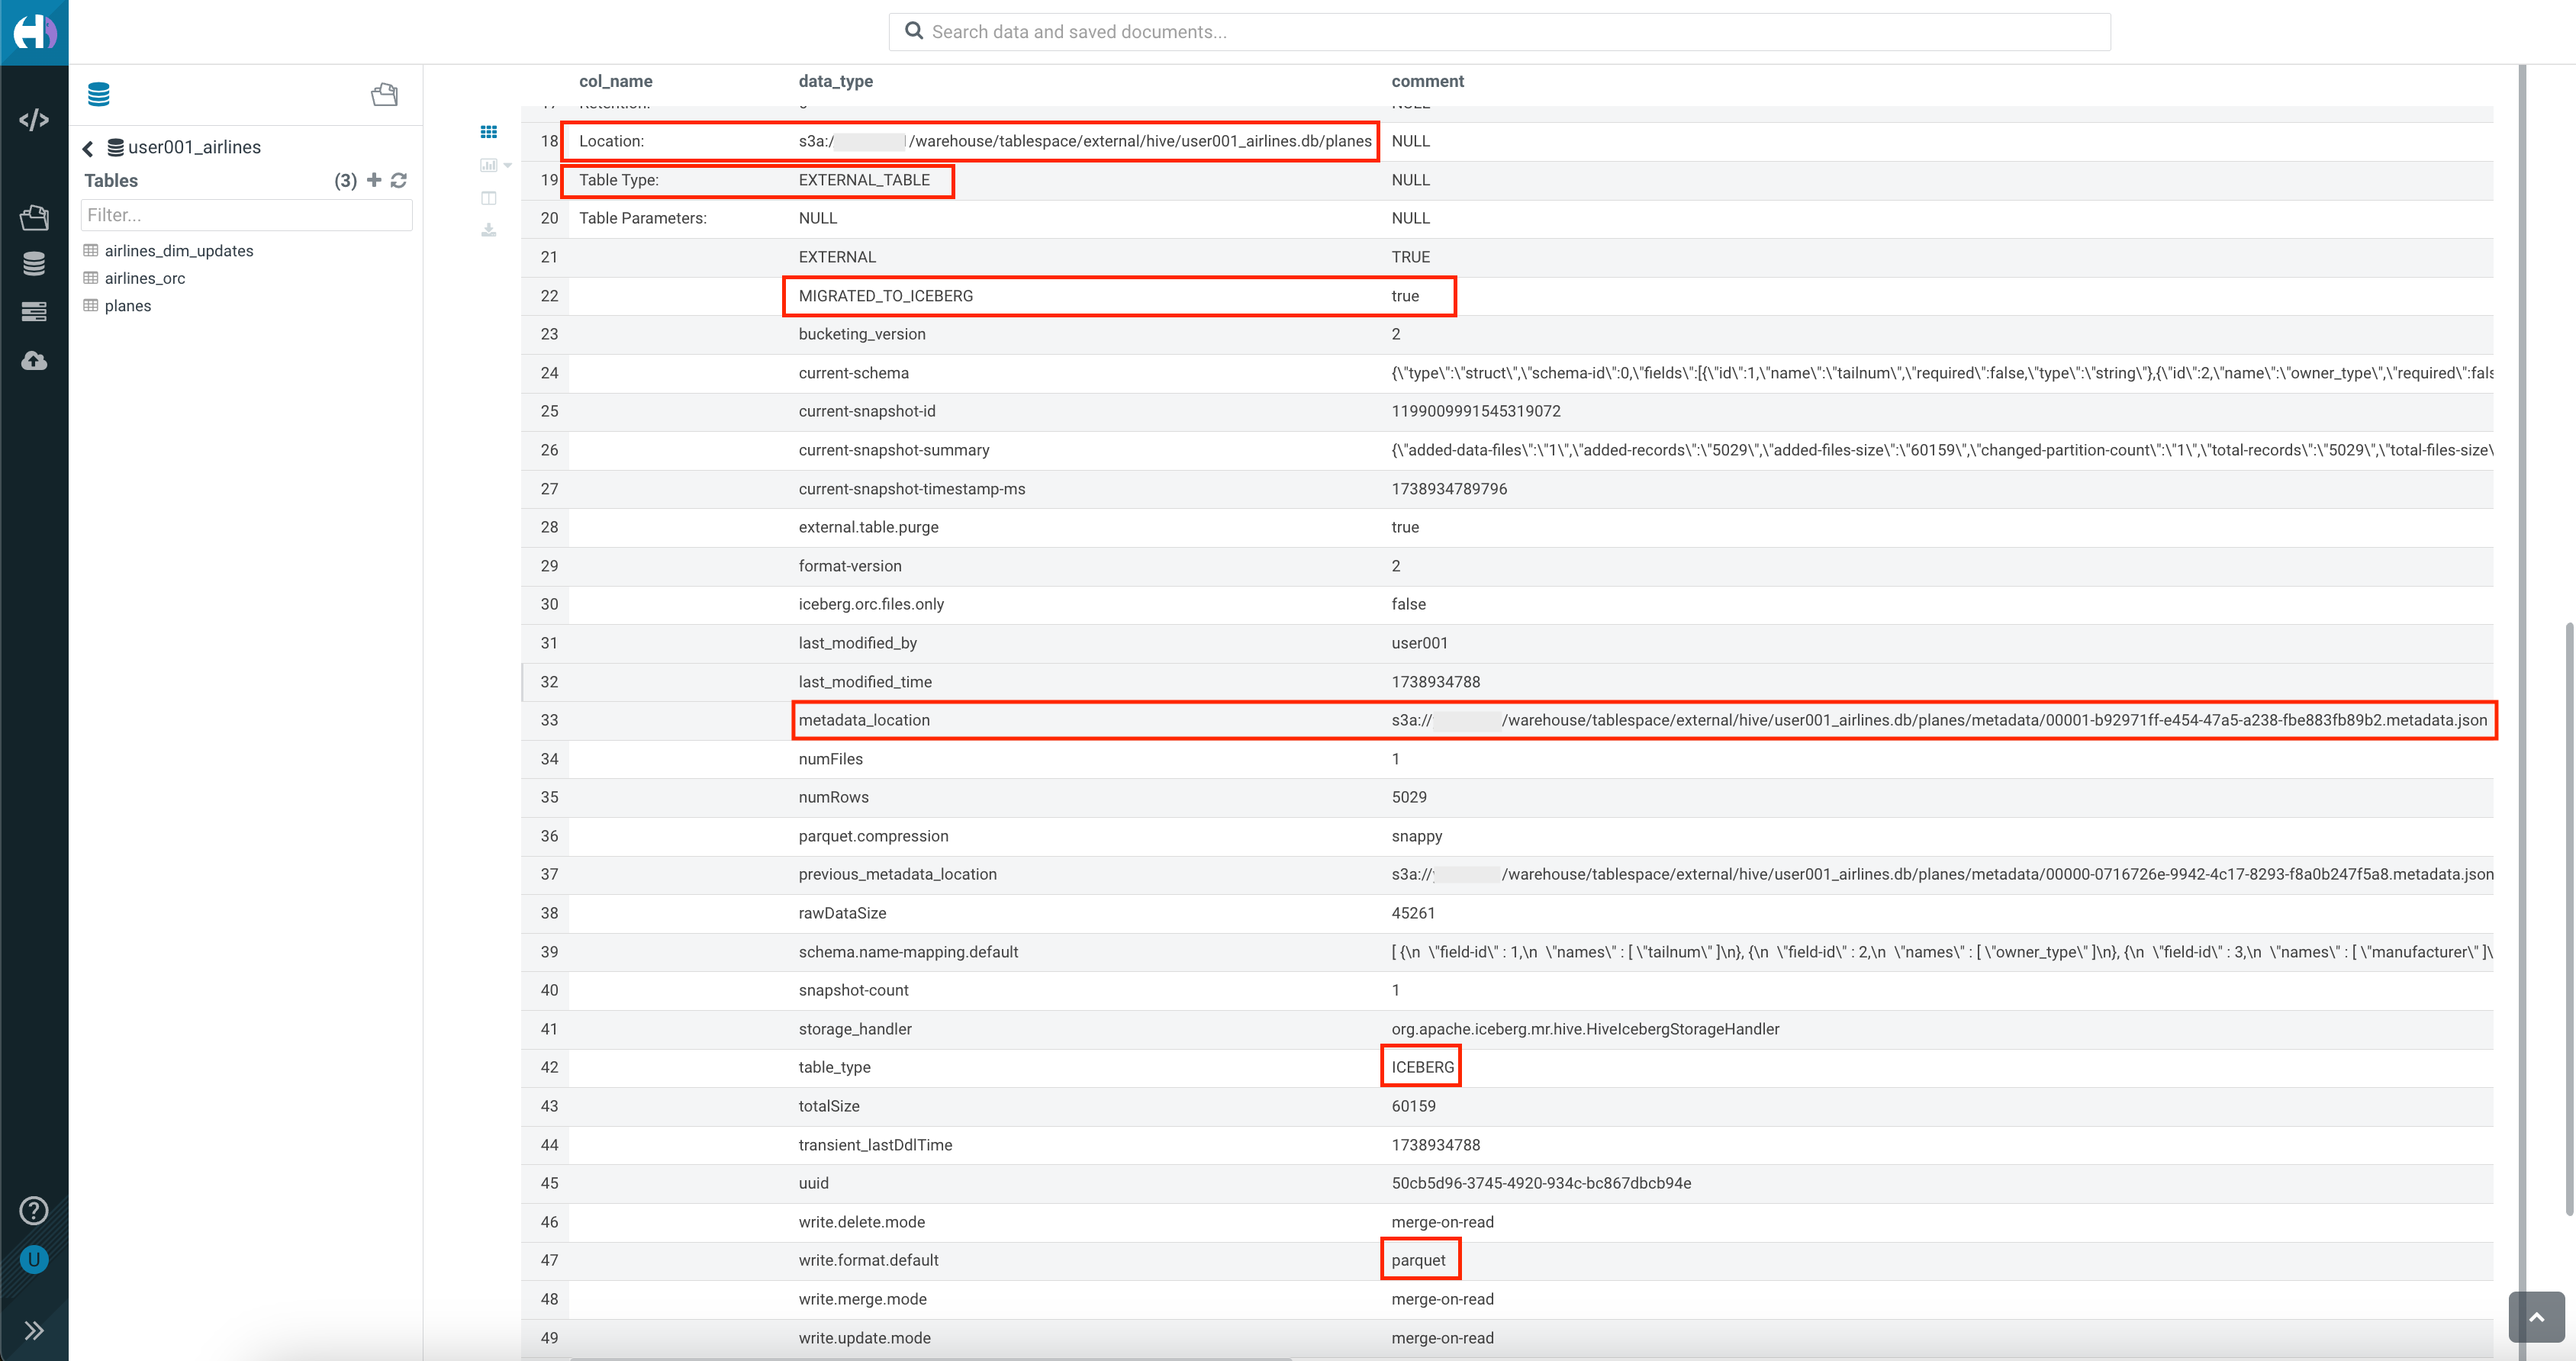 Search data and saved documents...
user001_airlines
Tables (3)
Filter...
airlines_dim_updates
airlines_orc
planes
col_name data_type comment
18 Location: s3a:/ /warehouse/tablespace/external/hive/user001_airlines.db/planes NULL
19 Table Type: EXTERNAL_TABLE NULL
20 Table Parameters: NULL NULL
21 EXTERNAL TRUE
22 MIGRATED_TO_ICEBERG true
23 bucketing_version 2
24 current-schema {\"type\":\"struct\",\"schema-id\":0,\"fields\":[{\"id\":1,\"name\":\"tailnum\",\"required\":false,\"type\":\"string\"},{\"id\":2,\"name\":\"owner_type\",\"required\":fals
25 current-snapshot-id 1199009991545319072
26 current-snapshot-summary {\"added-data-files\":\"1\",\"added-records\":\"5029\",\"added-files-size\":\"60159\",\"changed-partition-count\":\"1\",\"total-records\":\"5029\",\"total-files-size\
27 current-snapshot-timestamp-ms 1738934789796
28 external.table.purge true
29 format-version 2
30 iceberg.orc.files.only false
31 last_modified_by user001
32 last_modified_time 1738934788
33 metadata_location s3a:// /warehouse/tablespace/external/hive/user001_airlines.db/planes/metadata/00001-b92971ff-e454-47a5-a238-fbe883fb89b2.metadata.json
34 numFiles 1
35 numRows 5029
36 parquet.compression snappy
37 previous_metadata_location s3a:// /warehouse/tablespace/external/hive/user001_airlines.db/planes/metadata/00000-0716726e-9942-4c17-8293-f8a0b247f5a8.metadata.json
38 rawDataSize 45261
39 schema.name-mapping.default [ {\n \"field-id\" : 1,\n \"names\" : [ \"tailnum\" ]\n}, {\n \"field-id\" : 2,\n \"names\" : [ \"owner_type\" ]\n}, {\n \"field-id\" : 3,\n \"names\" : [ \"manufacturer\" ]\
40 snapshot-count 1
41 storage_handler org.apache.iceberg.mr.hive.HiveIcebergStorageHandler
42 table_type ICEBERG
43 totalSize 60159
44 transient_lastDdlTime 1738934788
45 uuid 50cb5d96-3745-4920-934c-bc867dbcb94e
46 write.delete.mode merge-on-read
47 write.format.default parquet
48 write.merge.mode merge-on-read
49 write.update.mode merge-on-read
U